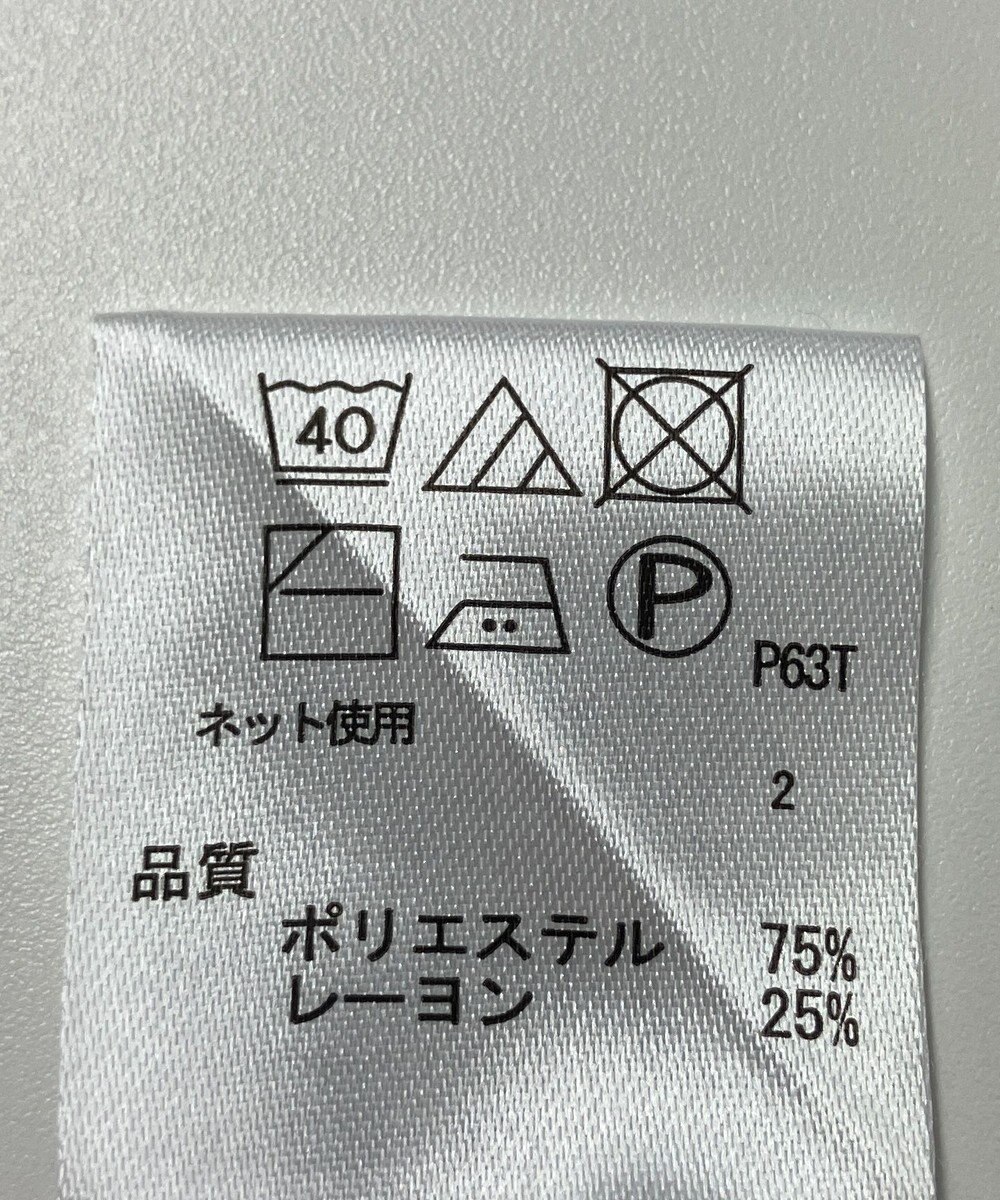 40
P
P63T
ネット使用
2
品質
ポリエステル 75%
レーヨン 25%